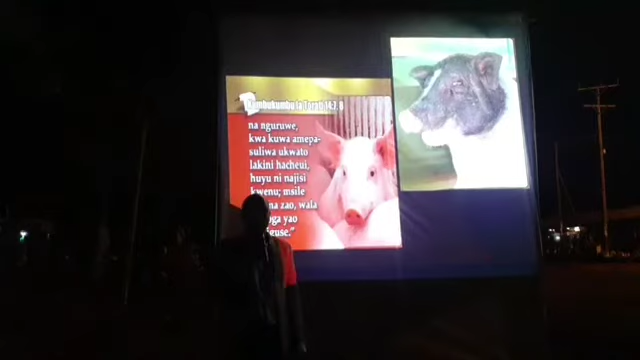 Kumbukumbu la Torati 14:7, 8
na nguruwe,
kwa kuwa amepa-
suliwa ukwato
lakini hacheui,
huyu ni najisi
kwenu; msile
zao, wala
yao